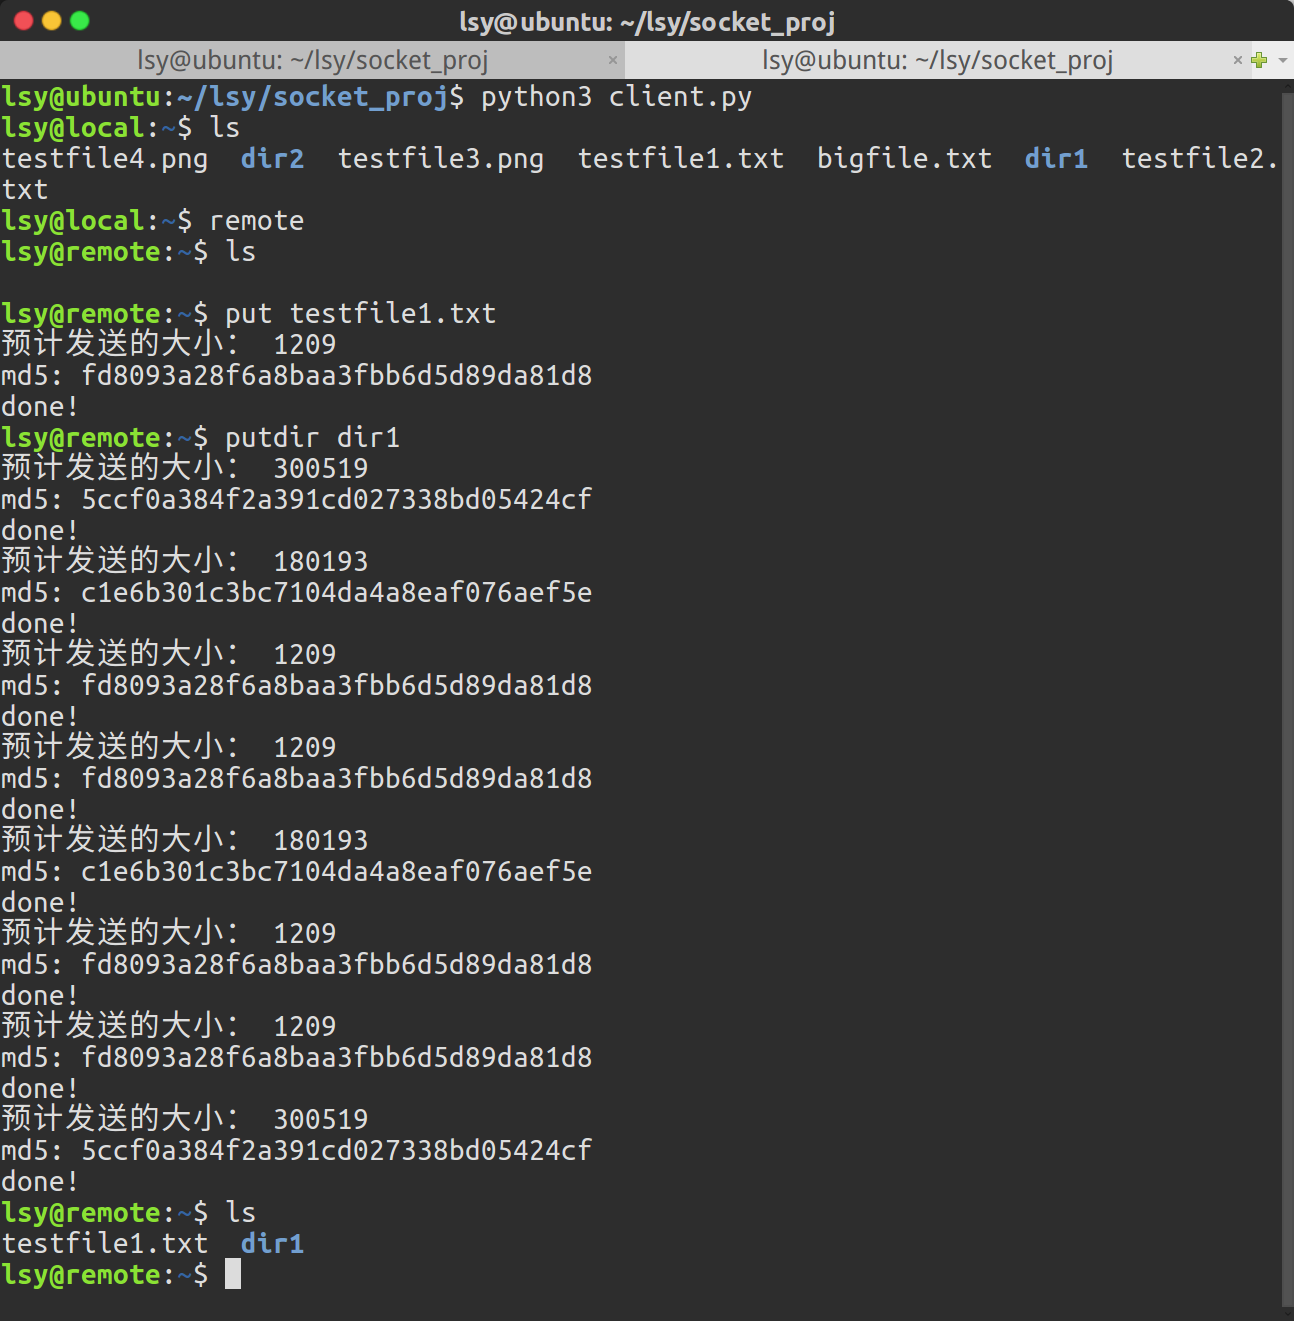 lsy@ubuntu: ~/lsy/socket_proj
lsy@ubuntu: ~/lsy/socket_proj × lsy@ubuntu: ~/lsy/socket_proj ×
lsy@ubuntu:~/lsy/socket_proj$ python3 client.py
lsy@local:~$ ls
testfile4.png  dir2  testfile3.png  testfile1.txt  bigfile.txt  dir1  testfile2.
txt
lsy@local:~$ remote
lsy@remote:~$ ls
lsy@remote:~$ put testfile1.txt
预计发送的大小： 1209
md5: fd8093a28f6a8baa3fbb6d5d89da81d8
done!
lsy@remote:~$ putdir dir1
预计发送的大小： 300519
md5: 5ccf0a384f2a391cd027338bd05424cf
done!
预计发送的大小： 180193
md5: c1e6b301c3bc7104da4a8eaf076aef5e
done!
预计发送的大小： 1209
md5: fd8093a28f6a8baa3fbb6d5d89da81d8
done!
预计发送的大小： 1209
md5: fd8093a28f6a8baa3fbb6d5d89da81d8
done!
预计发送的大小： 180193
md5: c1e6b301c3bc7104da4a8eaf076aef5e
done!
预计发送的大小： 1209
md5: fd8093a28f6a8baa3fbb6d5d89da81d8
done!
预计发送的大小： 1209
md5: fd8093a28f6a8baa3fbb6d5d89da81d8
done!
预计发送的大小： 300519
md5: 5ccf0a384f2a391cd027338bd05424cf
done!
lsy@remote:~$ ls
testfile1.txt  dir1
lsy@remote:~$